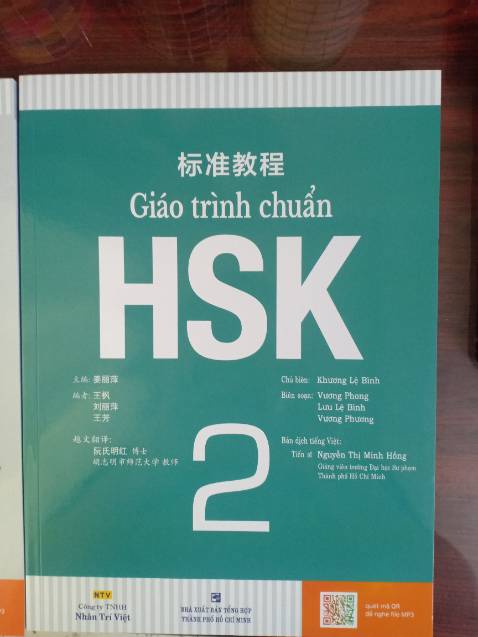 标准教程
Giáo trình chuẩn
HSK
2
主编: 姜丽萍
编者: 王枫
刘丽萍
王芳
越文翻译:
阮氏明红 博士
胡志明市师范大学 教师
Chủ biên: Khương Lệ Bình
Biên soạn: Vương Phong
Lưu Lệ Bình
Vương Phương
Bản dịch tiếng Việt:
Tiến sĩ Nguyễn Thị Minh Hồng
Giảng viên trường Đại học Sư phạm
Thành phố Hồ Chí Minh
NTV
Công ty TNHH
Nhân Trí Việt
NHÀ XUẤT BẢN TỔNG HỢP
THÀNH PHỐ HỒ CHÍ MINH
quét mã QR
để nghe file MP3